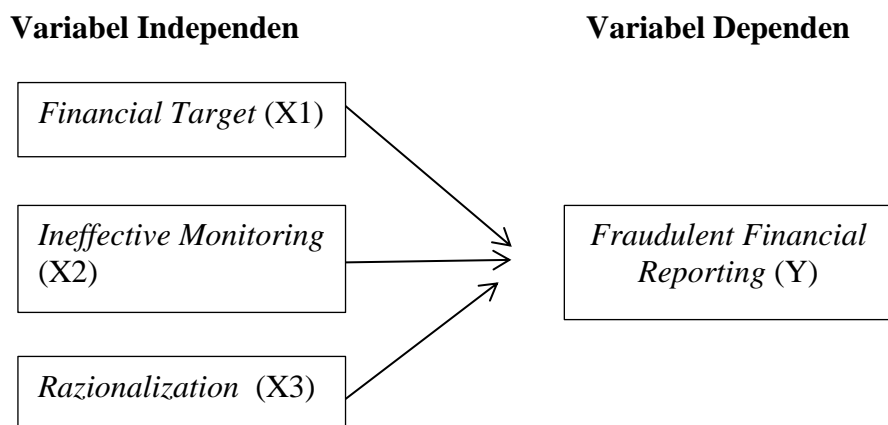 Variabel Independen
Variabel Dependen
Financial Target (X1)
Ineffective Monitoring
(X2)
Razionalization (X3)
Fraudulent Financial
Reporting (Y)